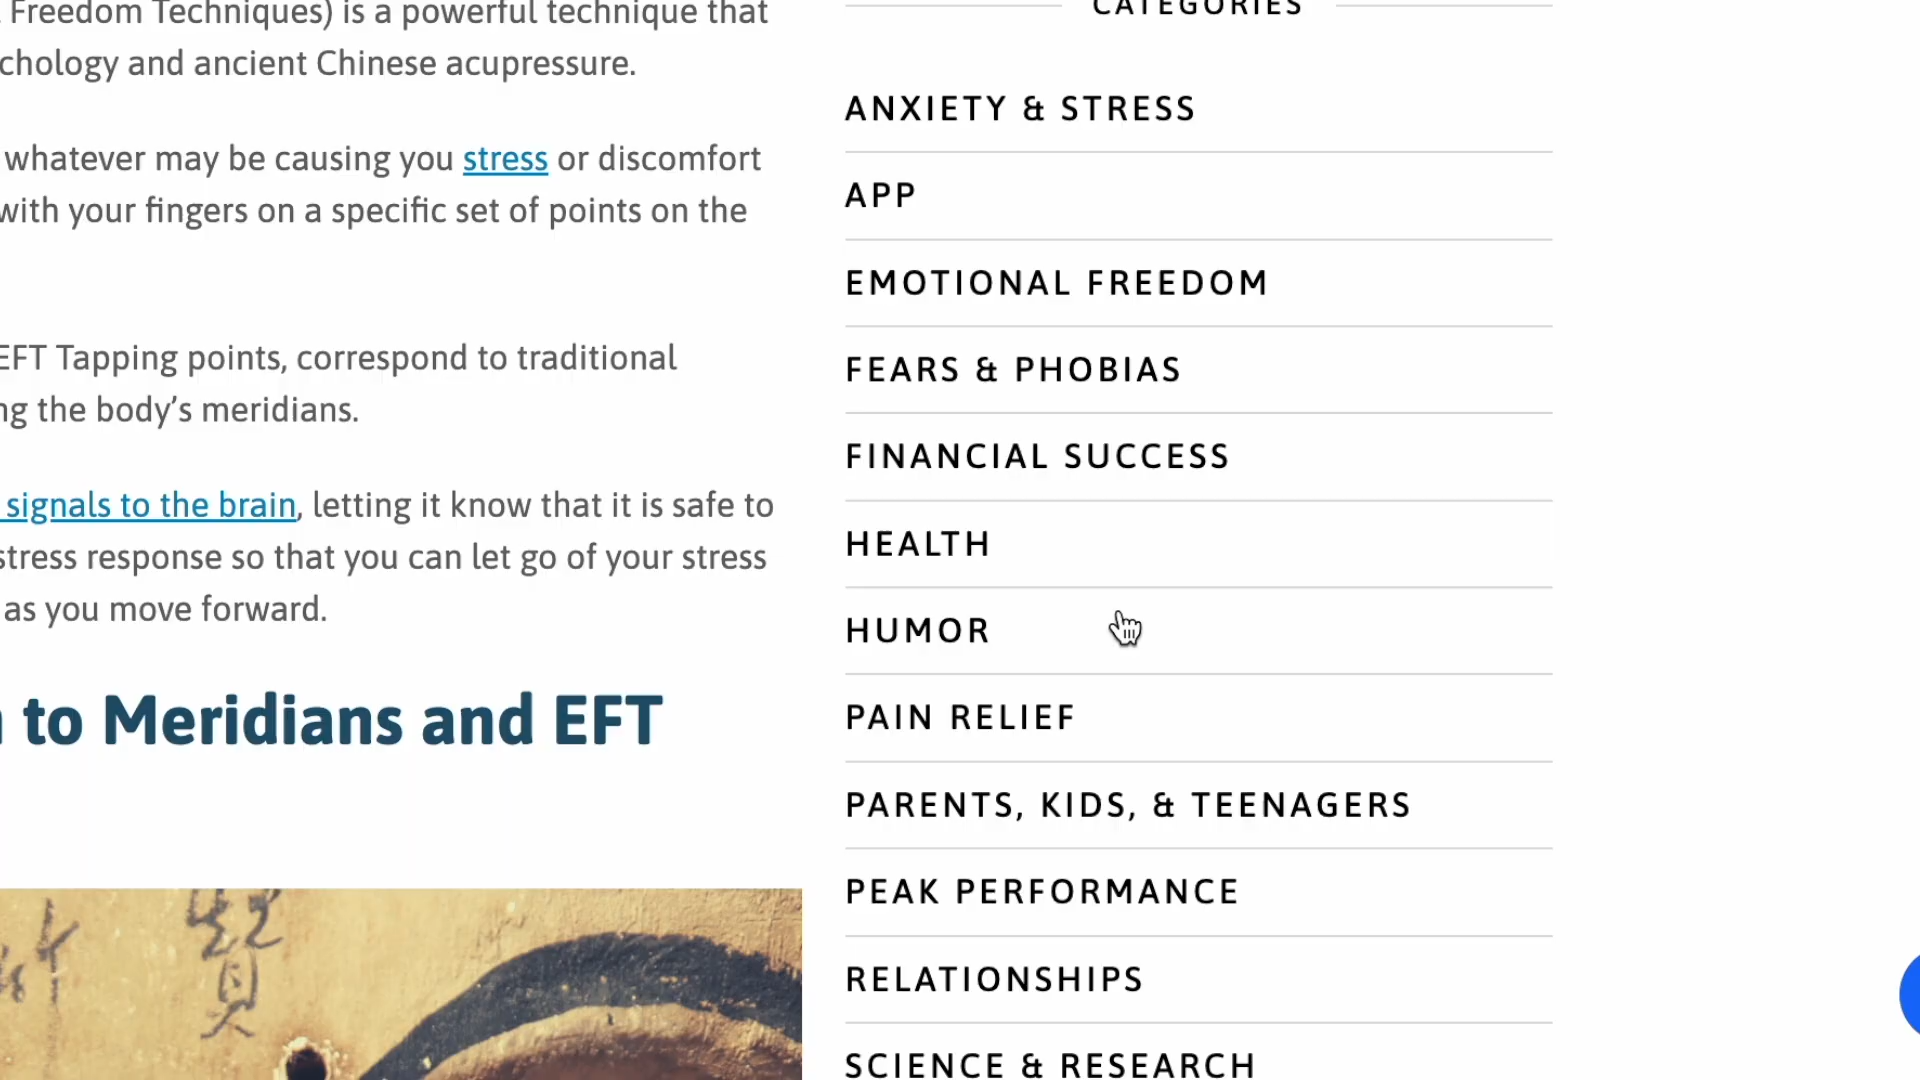 Freedom Techniques) is a powerful technique that
chology and ancient Chinese acupressure.
whatever may be causing you stress or discomfort
with your fingers on a specific set of points on the
EFT Tapping points, correspond to traditional
ng the body's meridians.
signals to the brain, letting it know that it is safe to
stress response so that you can let go of your stress
as you move forward.
to Meridians and EFT
CATEGORIES
ANXIETY & STRESS
APP
EMOTIONAL FREEDOM
FEARS & PHOBIAS
FINANCIAL SUCCESS
HEALTH
HUMOR
PAIN RELIEF
PARENTS, KIDS, & TEENAGERS
PEAK PERFORMANCE
RELATIONSHIPS
SCIENCE & RESEARCH